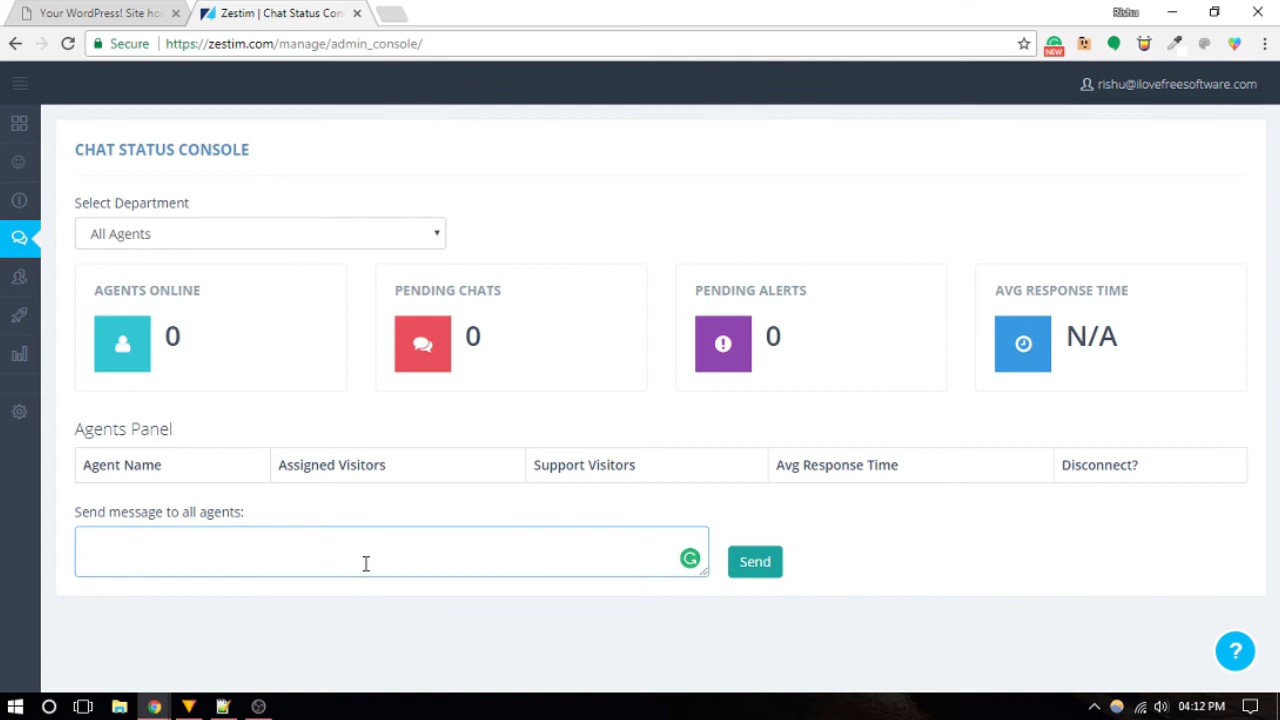 Your WordPress! Site ho
Zestim | Chat Status Con
Rishu
Secure
https://zestim.com/manage/admin_console/
NEW
rishu@ilovefreesoftware.com
CHAT STATUS CONSOLE
Select Department
All Agents
AGENTS ONLINE
0
PENDING CHATS
0
PENDING ALERTS
0
AVG RESPONSE TIME
N/A
Agents Panel
Agent Name Assigned Visitors Support Visitors Avg Response Time Disconnect?
Send message to all agents:
Send
?
04:12 PM